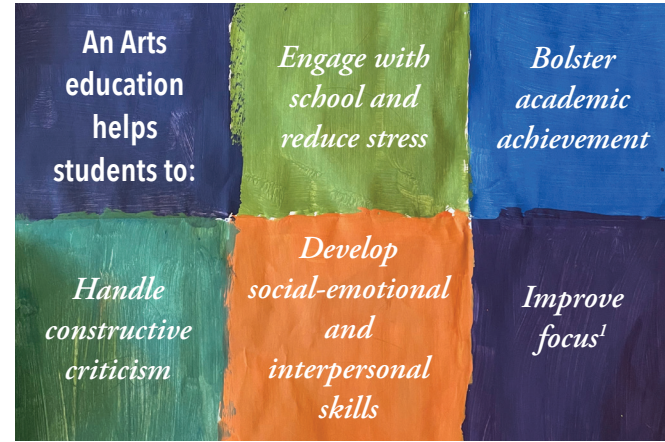 An Arts
education
helps
students to:
Engage with
school and
reduce stress
Bolster
academic
achievement
Handle
constructive
criticism
Develop
social-emotional
and
interpersonal
skills
Improve
focus¹